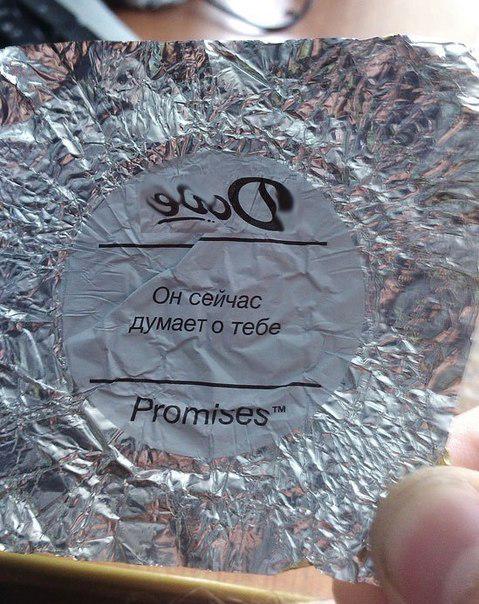 Dove
Он сейчас
думает о тебе
Promises™